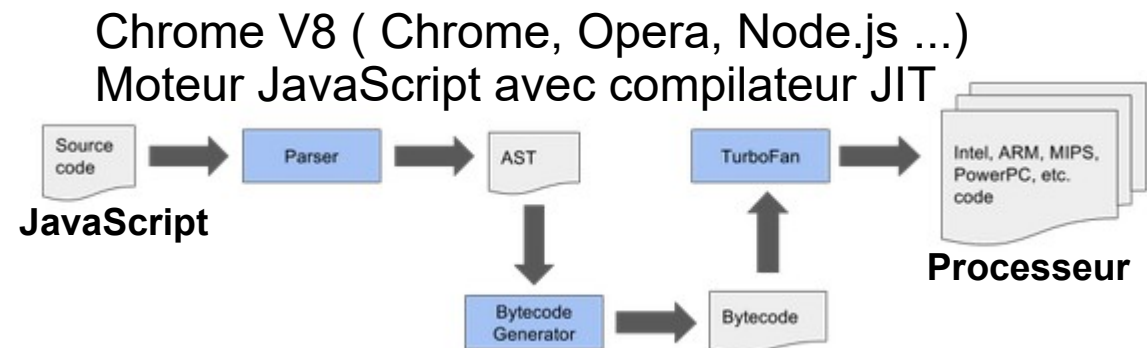 Chrome V8 ( Chrome, Opera, Node.js ...)
Moteur JavaScript avec compilateur JIT
Source
code
Parser
AST
TurboFan
Intel, ARM, MIPS,
PowerPC, etc.
code
JavaScript
Processeur
Bytecode
Generator
Bytecode